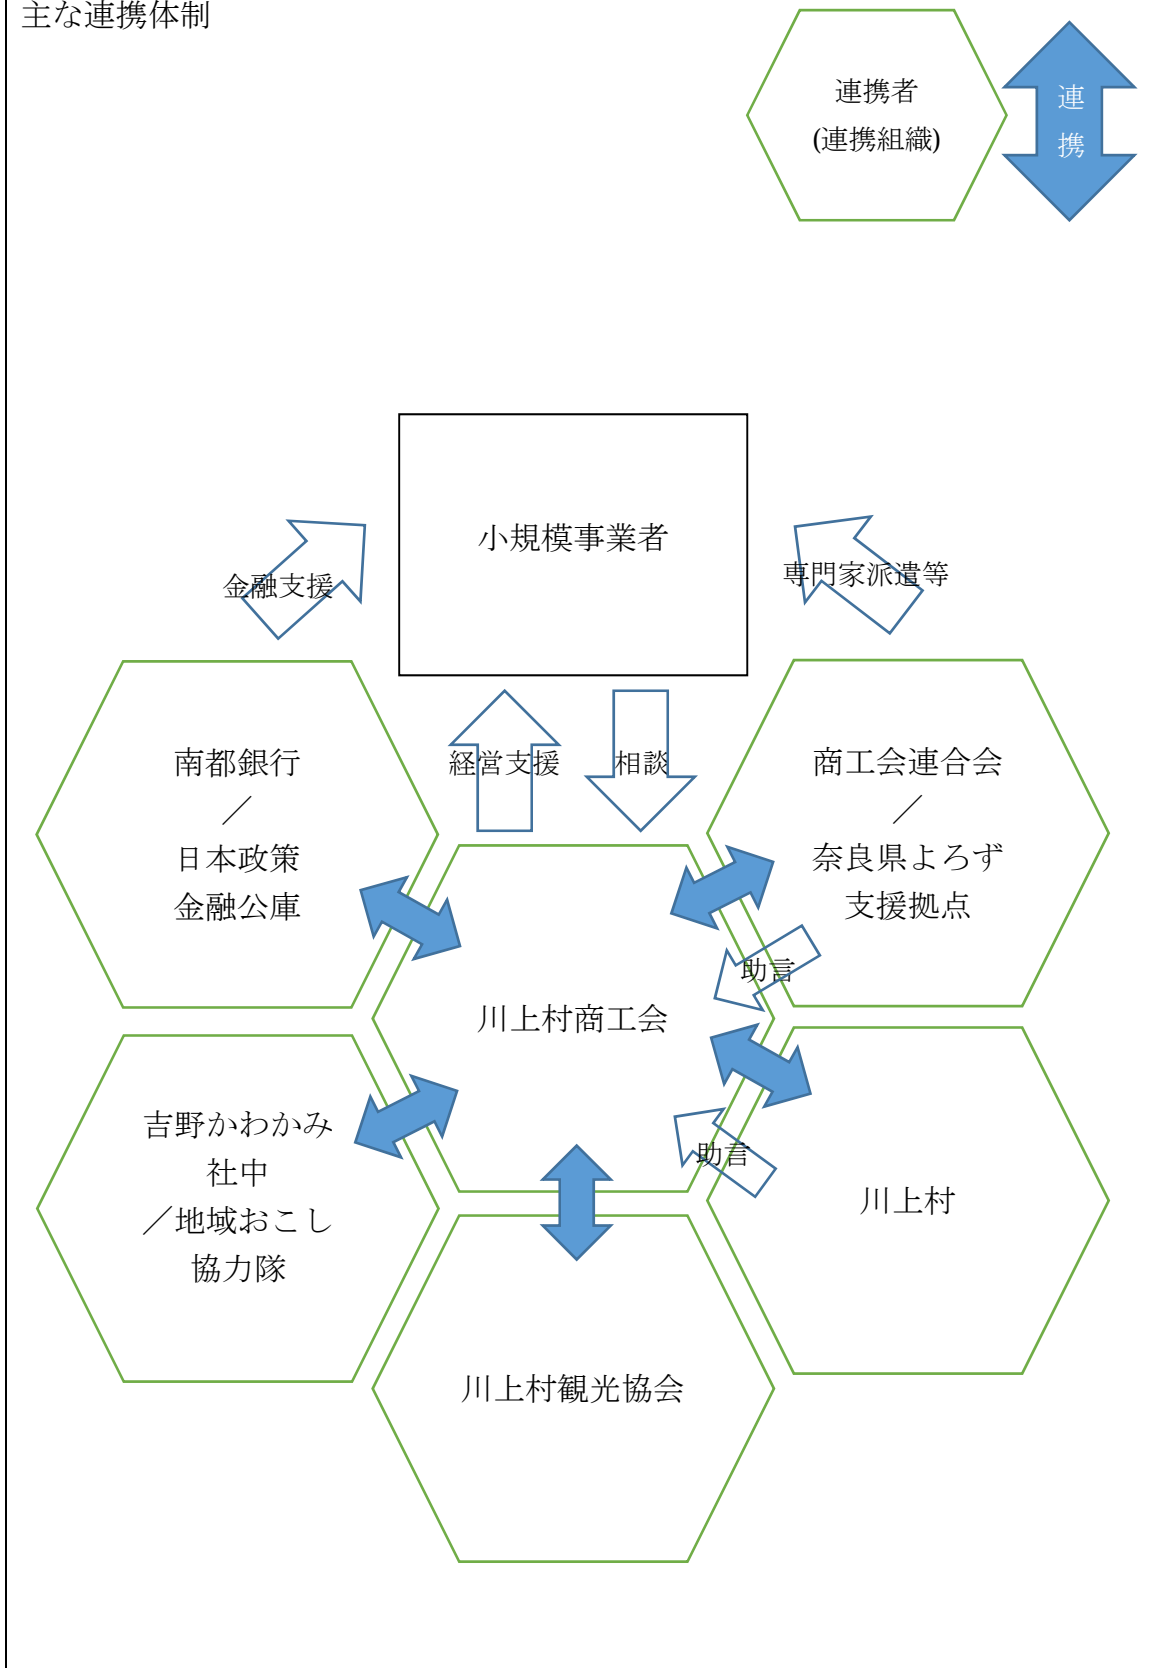 主な連携体制
連携者
(連携組織)
連
携
小規模事業者
金融支援
専門家派遣等
経営支援
相談
南都銀行
／
日本政策
金融公庫
商工会連合会
／
奈良県よろず
支援拠点
助言
川上村商工会
吉野かわかみ
社中
／地域おこし
協力隊
助言
川上村
川上村観光協会